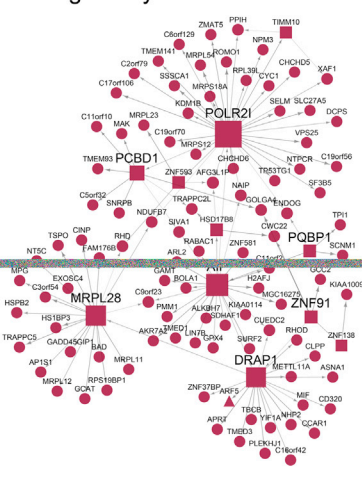 PPIH
ZMAT5
TIMM10
C6orf129
NPM3
TMEM141
MRPL54
ROMO1
C2orf79
CHCHD5
SSSCA1
RPL39L
CYC1
XAF1
C17orf106
MRPS18A
KDM1B
SELM
SLC27A5
POLR2I
DCPS
C11orf10
MRPL23
MAK
C19orf70
VPS25
MRPS12
CHCHD6
NTPCR
C19orf56
TMEM93
PCBD1
ZNF593
AFG3L1P
TR53TG1
SF3B5
NAIP
C5orf32
TRAPPC2L
GOLGA4
ENDOG
SNRPB
NDUFB7
TPI1
SIVA1
HSD17B8
CWC22
PQBP1
TSPO
CINP
RHQ
RABAC1
NT5C
FAM176B
ARL2
ZNF581
SCNM1
MPG
EXOSC4
GAMT
BOLA1
H2AFJ
GCC2
KIAA1009
C3orf54
HSPB2
MRPL28
C9orf23
MGC16275
ZNF91
HS1BP3
PMM1
ALKBH7
KIAA0114
SDHAF1
CUEDC2
TRAPPC5
GADD45GIP1
AKR7A2
TMED1
LIN7B
GPX4
SURF2
RHOD
ZNF138
BAD
AP1S1
MRPL11
DRAP1
CLPP
METTL11A
ASNA1
MRPL12
RPS19BP1
GCAT
ZNF37BP
ARF5
MIF
CD320
APRT
TBCB
YIF1A
NHP2
CCAR1
TMED3
PLEKHJ1
C16orf42